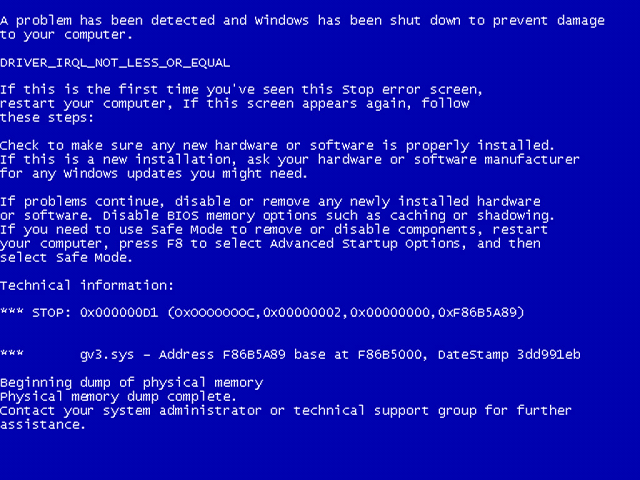 A problem has been detected and Windows has been shut down to prevent damage
to your computer.
DRIVER_IRQL_NOT_LESS_OR_EQUAL
If this is the first time you've seen this Stop error screen,
restart your computer, If this screen appears again, follow
these steps:
Check to make sure any new hardware or software is properly installed.
If this is a new installation, ask your hardware or software manufacturer
for any Windows updates you might need.
If problems continue, disable or remove any newly installed hardware
or software. Disable BIOS memory options such as caching or shadowing.
If you need to use Safe Mode to remove or disable components, restart
your computer, press F8 to select Advanced Startup Options, and then
select Safe Mode.
Technical information:
*** STOP: 0x000000D1 (0x0000000C,0x00000002,0x00000000,0xF86B5A89)
*** gv3.sys – Address F86B5A89 base at F86B5000, DateStamp 3dd991eb
Beginning dump of physical memory
Physical memory dump complete.
Contact your system administrator or technical support group for further
assistance.